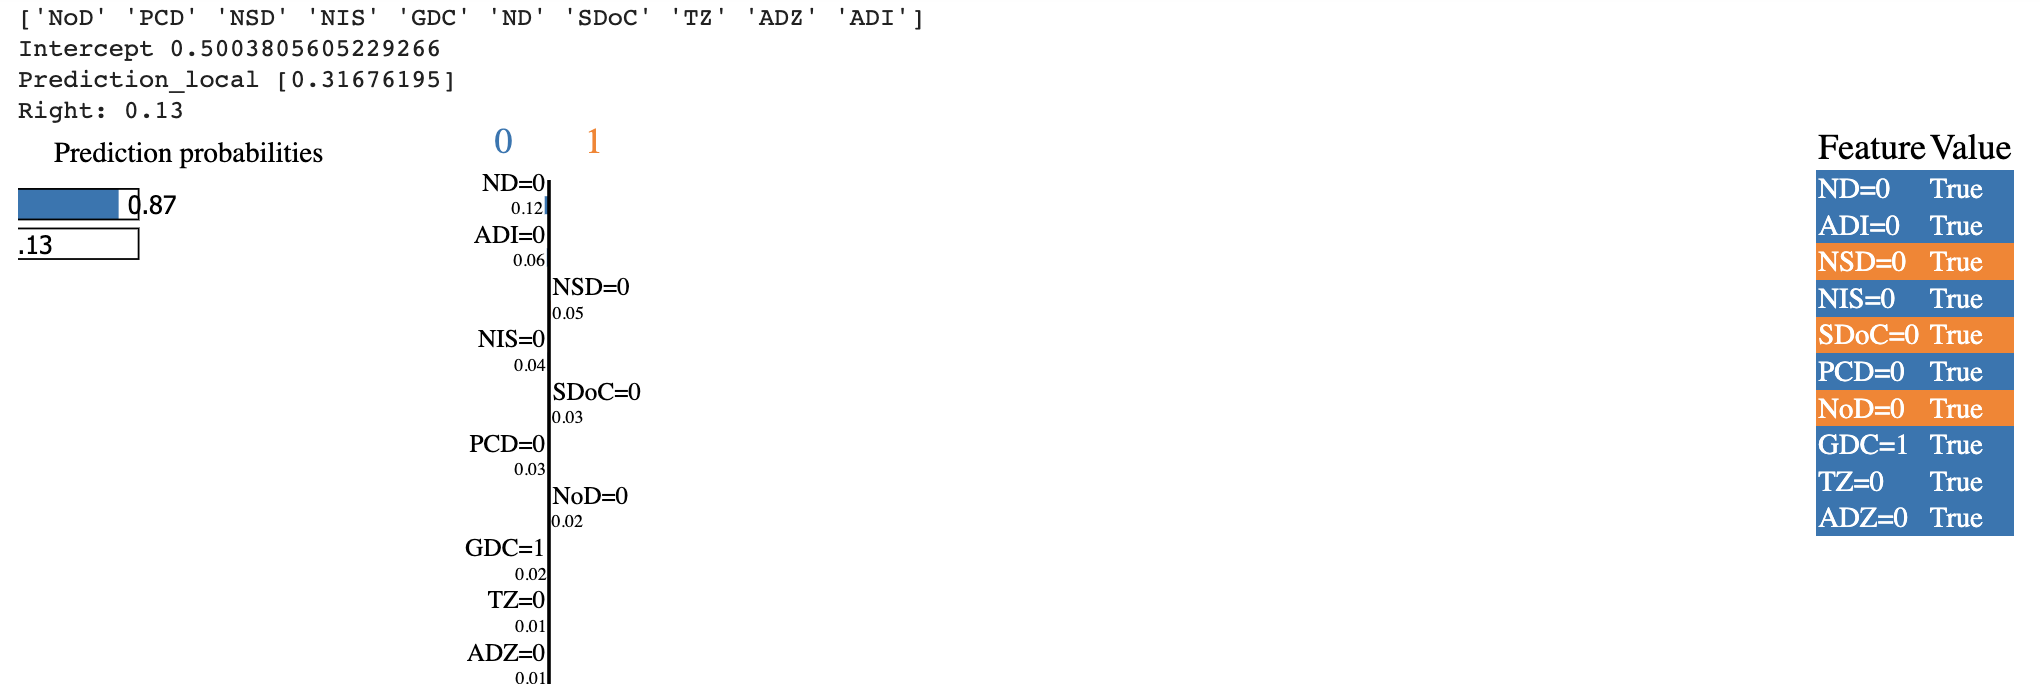 ['NoD' 'PCD' 'NSD' 'NIS' 'GDC' 'ND' 'SDoC' 'TZ' 'ADZ' 'ADI']
Intercept 0.5003805605229266
Prediction_local [0.31676195]
Right: 0.13
Prediction probabilities
0.87
.13
0 1
ND=0
0.12
ADI=0
0.06
NSD=0
0.05
NIS=0
0.04
SDoC=0
0.03
PCD=0
0.03
NoD=0
0.02
GDC=1
0.02
TZ=0
0.01
ADZ=0
0.01
Feature Value
ND=0 True
ADI=0 True
NSD=0 True
NIS=0 True
SDoC=0 True
PCD=0 True
NoD=0 True
GDC=1 True
TZ=0 True
ADZ=0 True